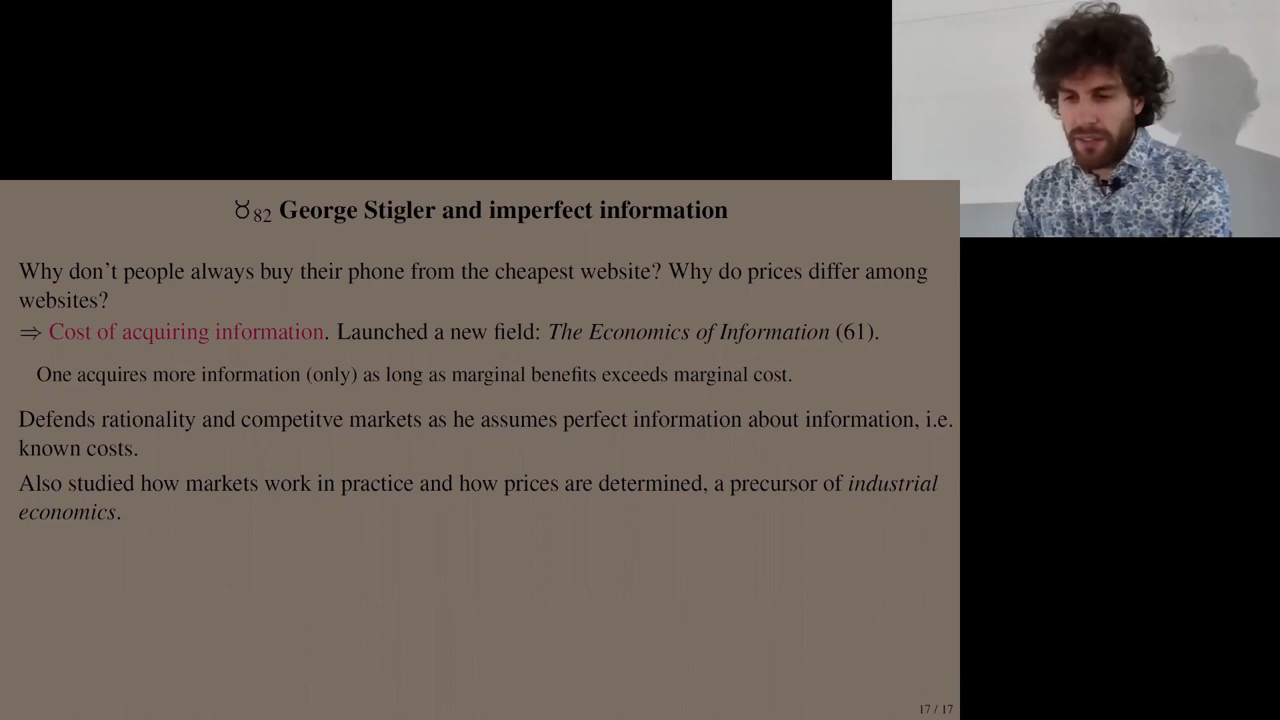 ♉82 George Stigler and imperfect information
Why don't people always buy their phone from the cheapest website? Why do prices differ among
websites?
⇒ Cost of acquiring information. Launched a new field: The Economics of Information (61).
One acquires more information (only) as long as marginal benefits exceeds marginal cost.
Defends rationality and competitve markets as he assumes perfect information about information, i.e.
known costs.
Also studied how markets work in practice and how prices are determined, a precursor of industrial
economics.
17 / 17